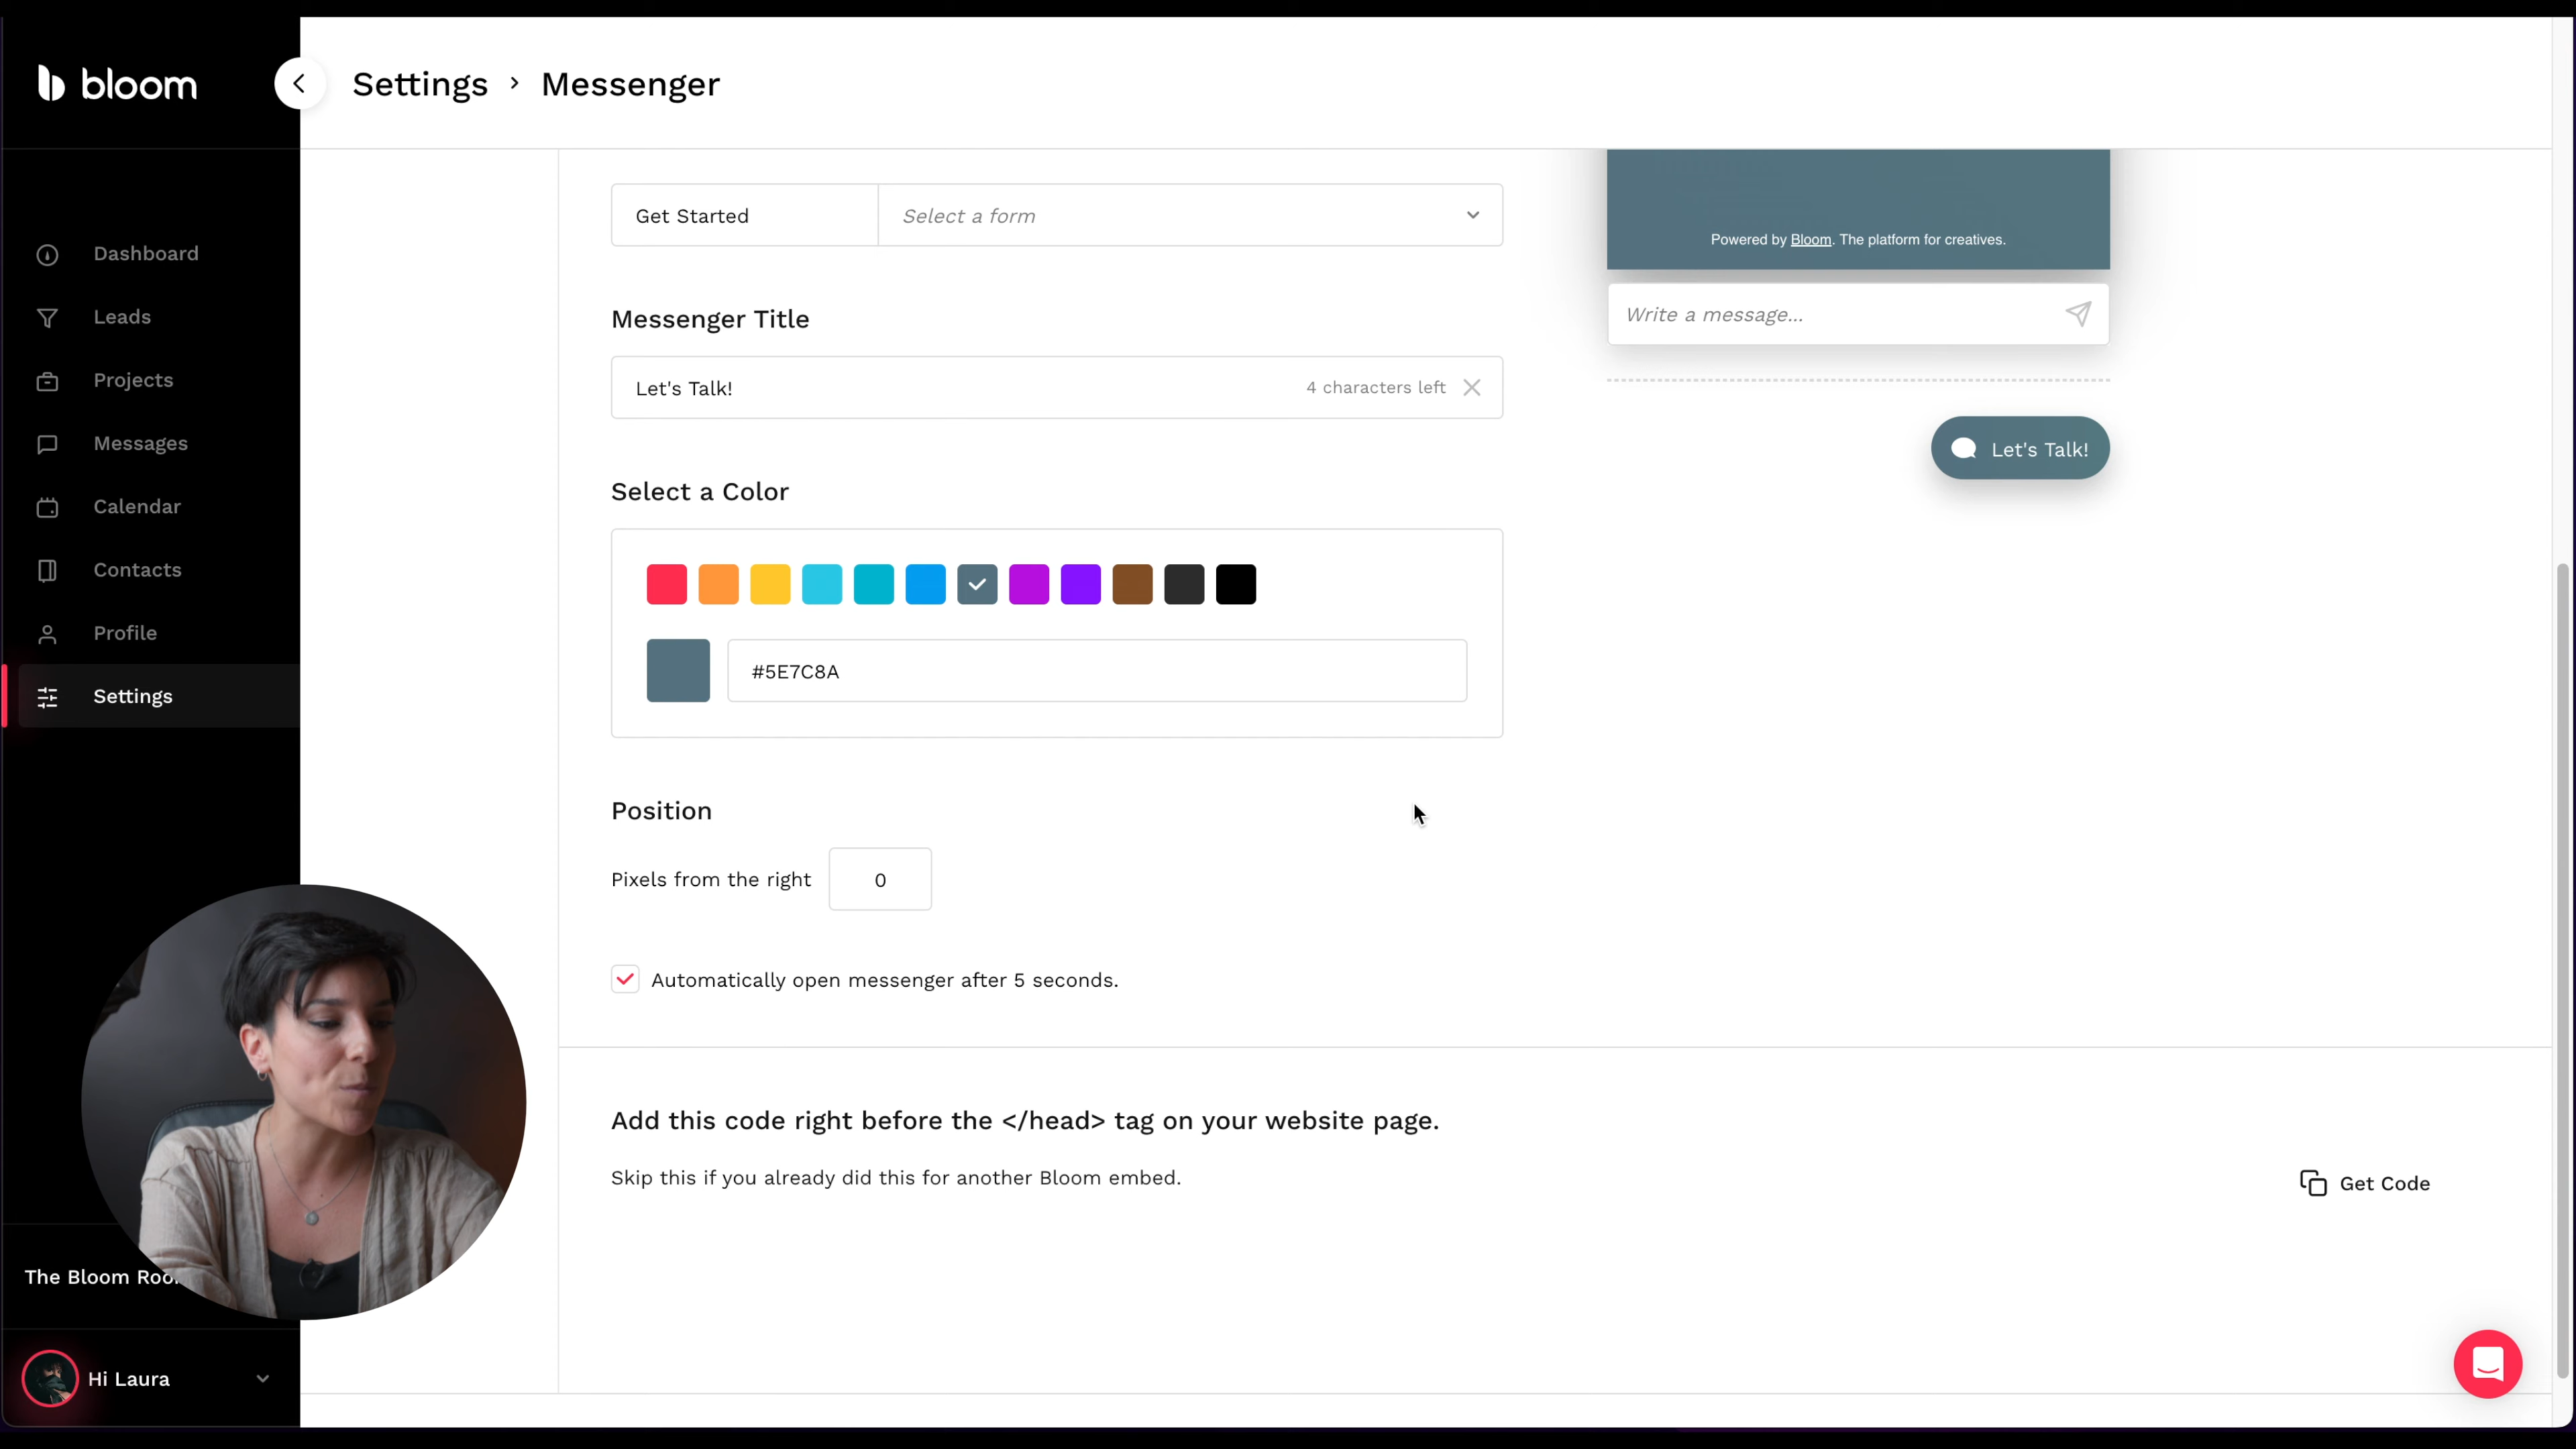 bloom
Settings > Messenger
Dashboard
Leads
Projects
Messages
Calendar
Contacts
Profile
Settings
The Bloom
Hi Laura
Get Started
Select a form
Messenger Title
Let's Talk!
4 characters left
Select a Color
#5E7C8A
Position
Pixels from the right
0
Automatically open messenger after 5 seconds.
Add this code right before the </head> tag on your website page.
Skip this if you already did this for another Bloom embed.
Get Code
Powered by Bloom. The platform for creatives.
Write a message...
Let's Talk!